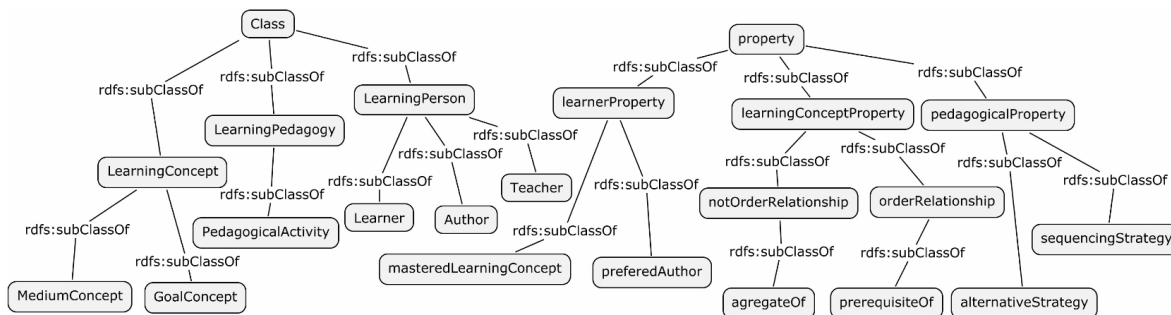 Class
property
rdfs:subClassOf
rdfs:subClassOf
rdfs:subClassOf
rdfs:subClassOf
rdfs:subClassOf
rdfs:subClassOf
LearningPerson
learnerProperty
learningConceptProperty
pedagogicalProperty
LearningPedagogy
rdfs:subClassOf
rdfs:subClassOf
rdfs:subClassOf
rdfs:subClassOf
rdfs:subClassOf
LearningConcept
rdfs:subClassOf
rdfs:subClassOf
rdfs:subClassOf
Teacher
notOrderRelationship
orderRelationship
Learner
Author
rdfs:subClassOf
rdfs:subClassOf
PedagogicalActivity
rdfs:subClassOf
sequencingStrategy
rdfs:subClassOf
rdfs:subClassOf
rdfs:subClassOf
masteredLearningConcept
preferedAuthor
MediumConcept
GoalConcept
agregateOf
prerequisiteOf
alternativeStrategy